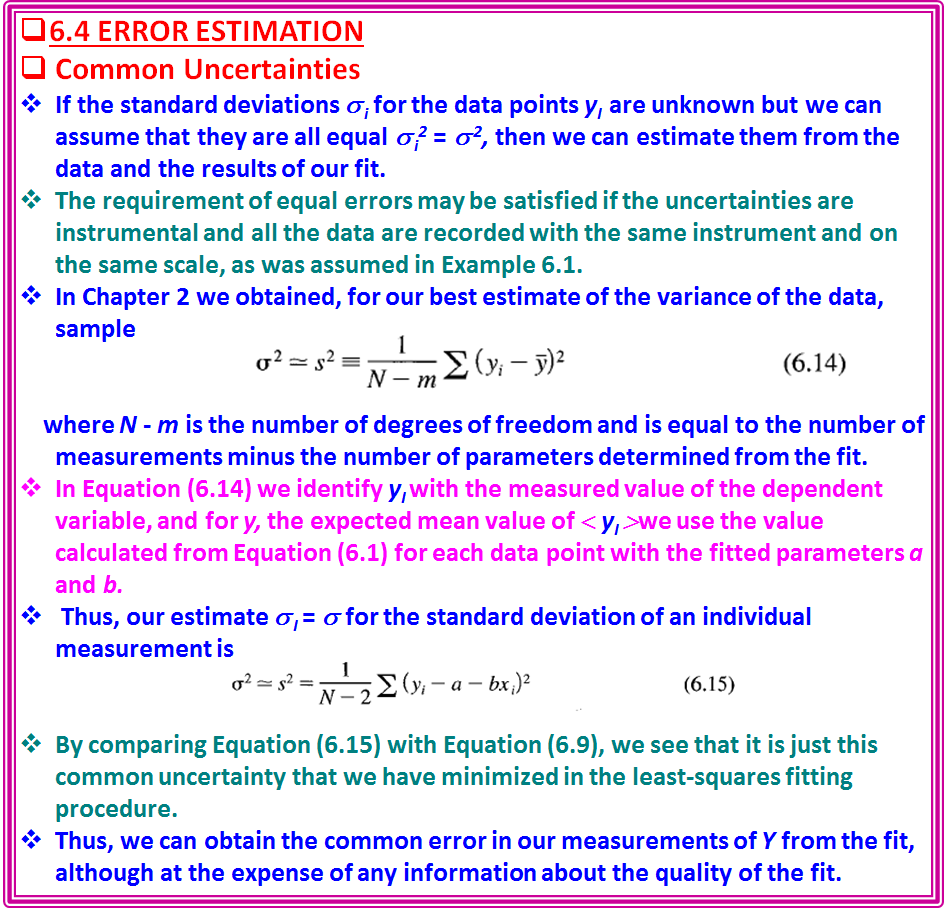 ❑6.4 ERROR ESTIMATION
❑ Common Uncertainties
❖ If the standard deviations σi for the data points yI are unknown but we can
assume that they are all equal σi² = σ², then we can estimate them from the
data and the results of our fit.
❖ The requirement of equal errors may be satisfied if the uncertainties are
instrumental and all the data are recorded with the same instrument and on
the same scale, as was assumed in Example 6.1.
❖ In Chapter 2 we obtained, for our best estimate of the variance of the data,
sample
σ² ≃ s² ≡ 1/(N − m) ∑ (yi − ȳ)² (6.14)
where N - m is the number of degrees of freedom and is equal to the number of
measurements minus the number of parameters determined from the fit.
❖ In Equation (6.14) we identify yI with the measured value of the dependent
variable, and for y, the expected mean value of < yI >we use the value
calculated from Equation (6.1) for each data point with the fitted parameters a
and b.
❖ Thus, our estimate σI = σ for the standard deviation of an individual
measurement is
σ² ≃ s² = 1/(N − 2) ∑ (yi − a − bxi)² (6.15)
❖ By comparing Equation (6.15) with Equation (6.9), we see that it is just this
common uncertainty that we have minimized in the least-squares fitting
procedure.
❖ Thus, we can obtain the common error in our measurements of Y from the fit,
although at the expense of any information about the quality of the fit.